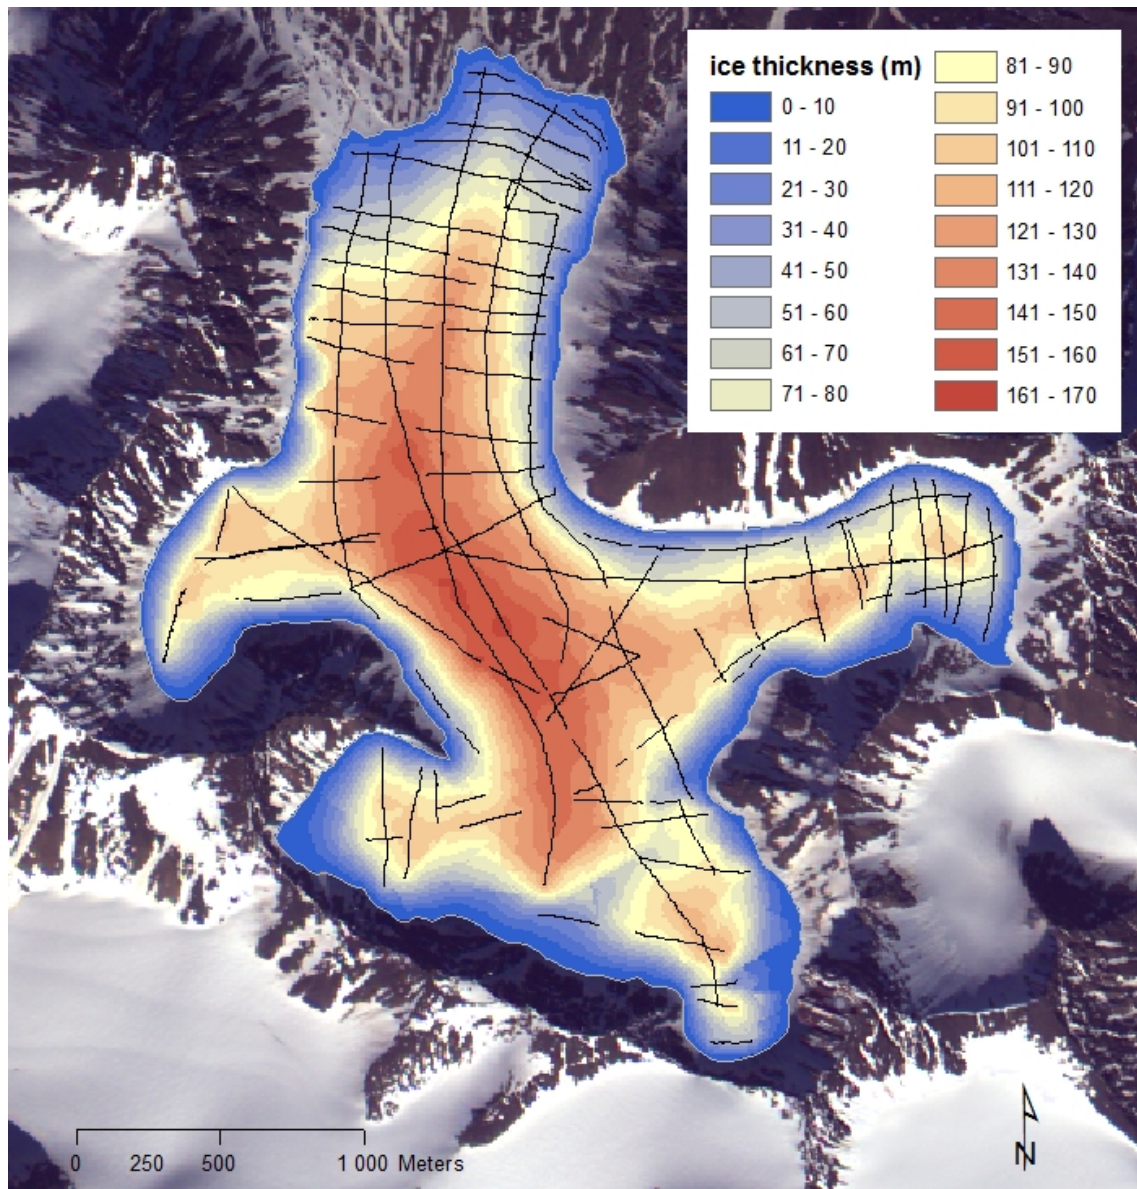 ice thickness (m)
0 - 10
11 - 20
21 - 30
31 - 40
41 - 50
51 - 60
61 - 70
71 - 80
81 - 90
91 - 100
101 - 110
111 - 120
121 - 130
131 - 140
141 - 150
151 - 160
161 - 170
0 250 500 1 000 Meters
N